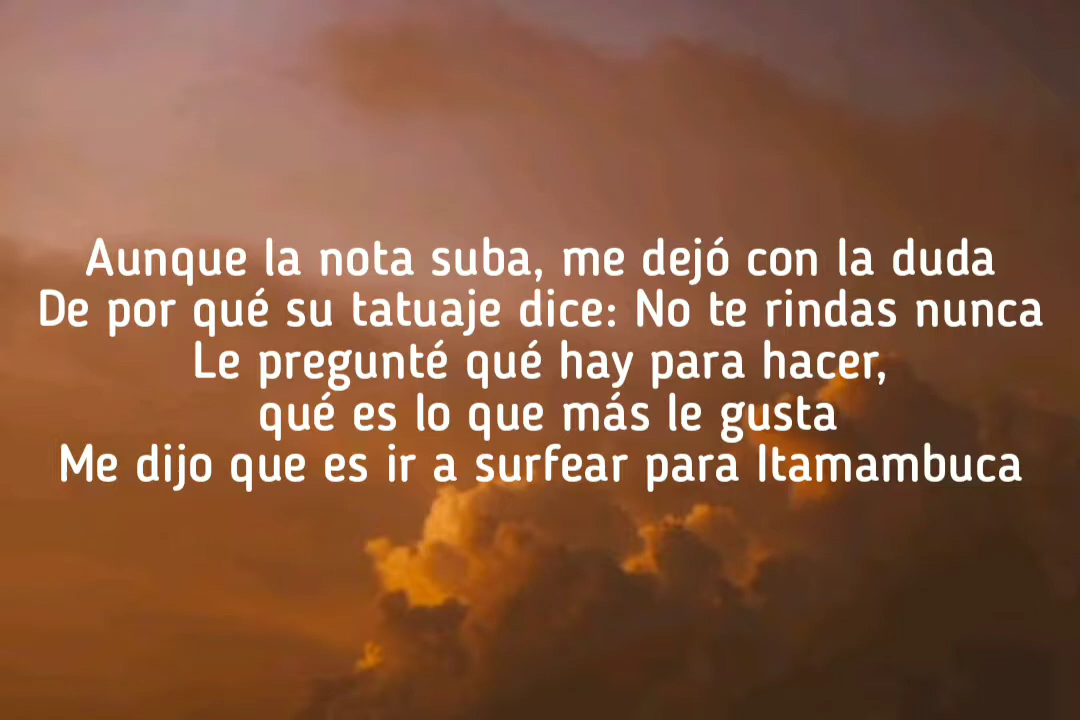 Aunque la nota suba, me dejó con la duda
De por qué su tatuaje dice: No te rindas nunca
Le pregunté qué hay para hacer,
qué es lo que más le gusta
Me dijo que es ir a surfear para Itamambuca